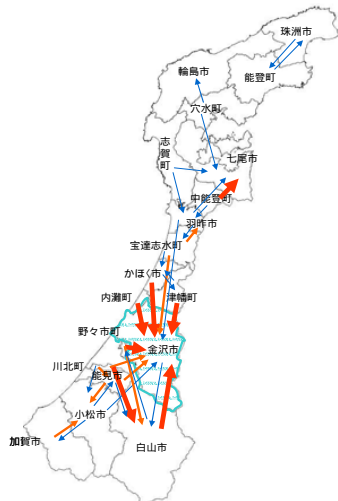 珠洲市
輪島市
能登町
穴水町
志賀町
七尾市
中能登町
羽咋市
宝達志水町
かほく市
内灘町
津幡町
野々市町
金沢市
川北町
能美市
小松市
加賀市
白山市